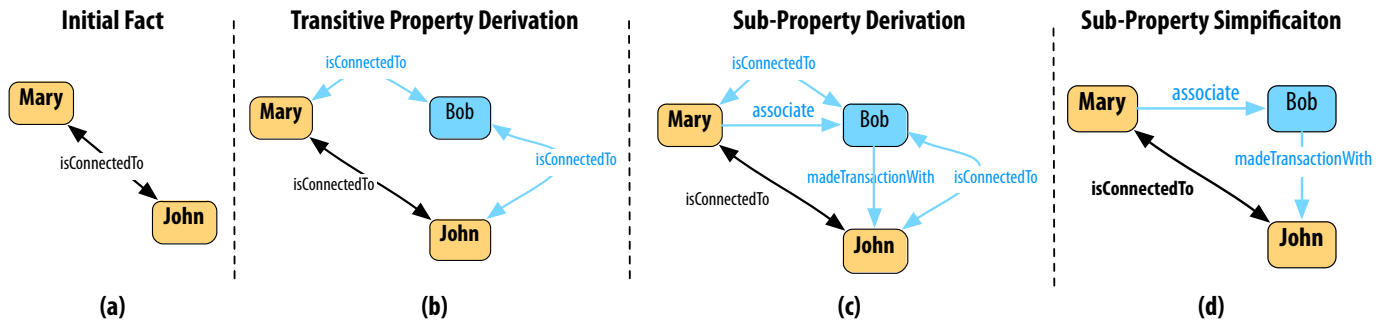 Initial Fact
Mary
isConnectedTo
John
(a)
Transitive Property Derivation
isConnectedTo
Mary
Bob
isConnectedTo
isConnectedTo
John
(b)
Sub-Property Derivation
isConnectedTo
Mary
associate
Bob
madeTransactionWith
isConnectedTo
isConnectedTo
John
(c)
Sub-Property Simpificaiton
Mary
associate
Bob
madeTransactionWith
isConnectedTo
John
(d)